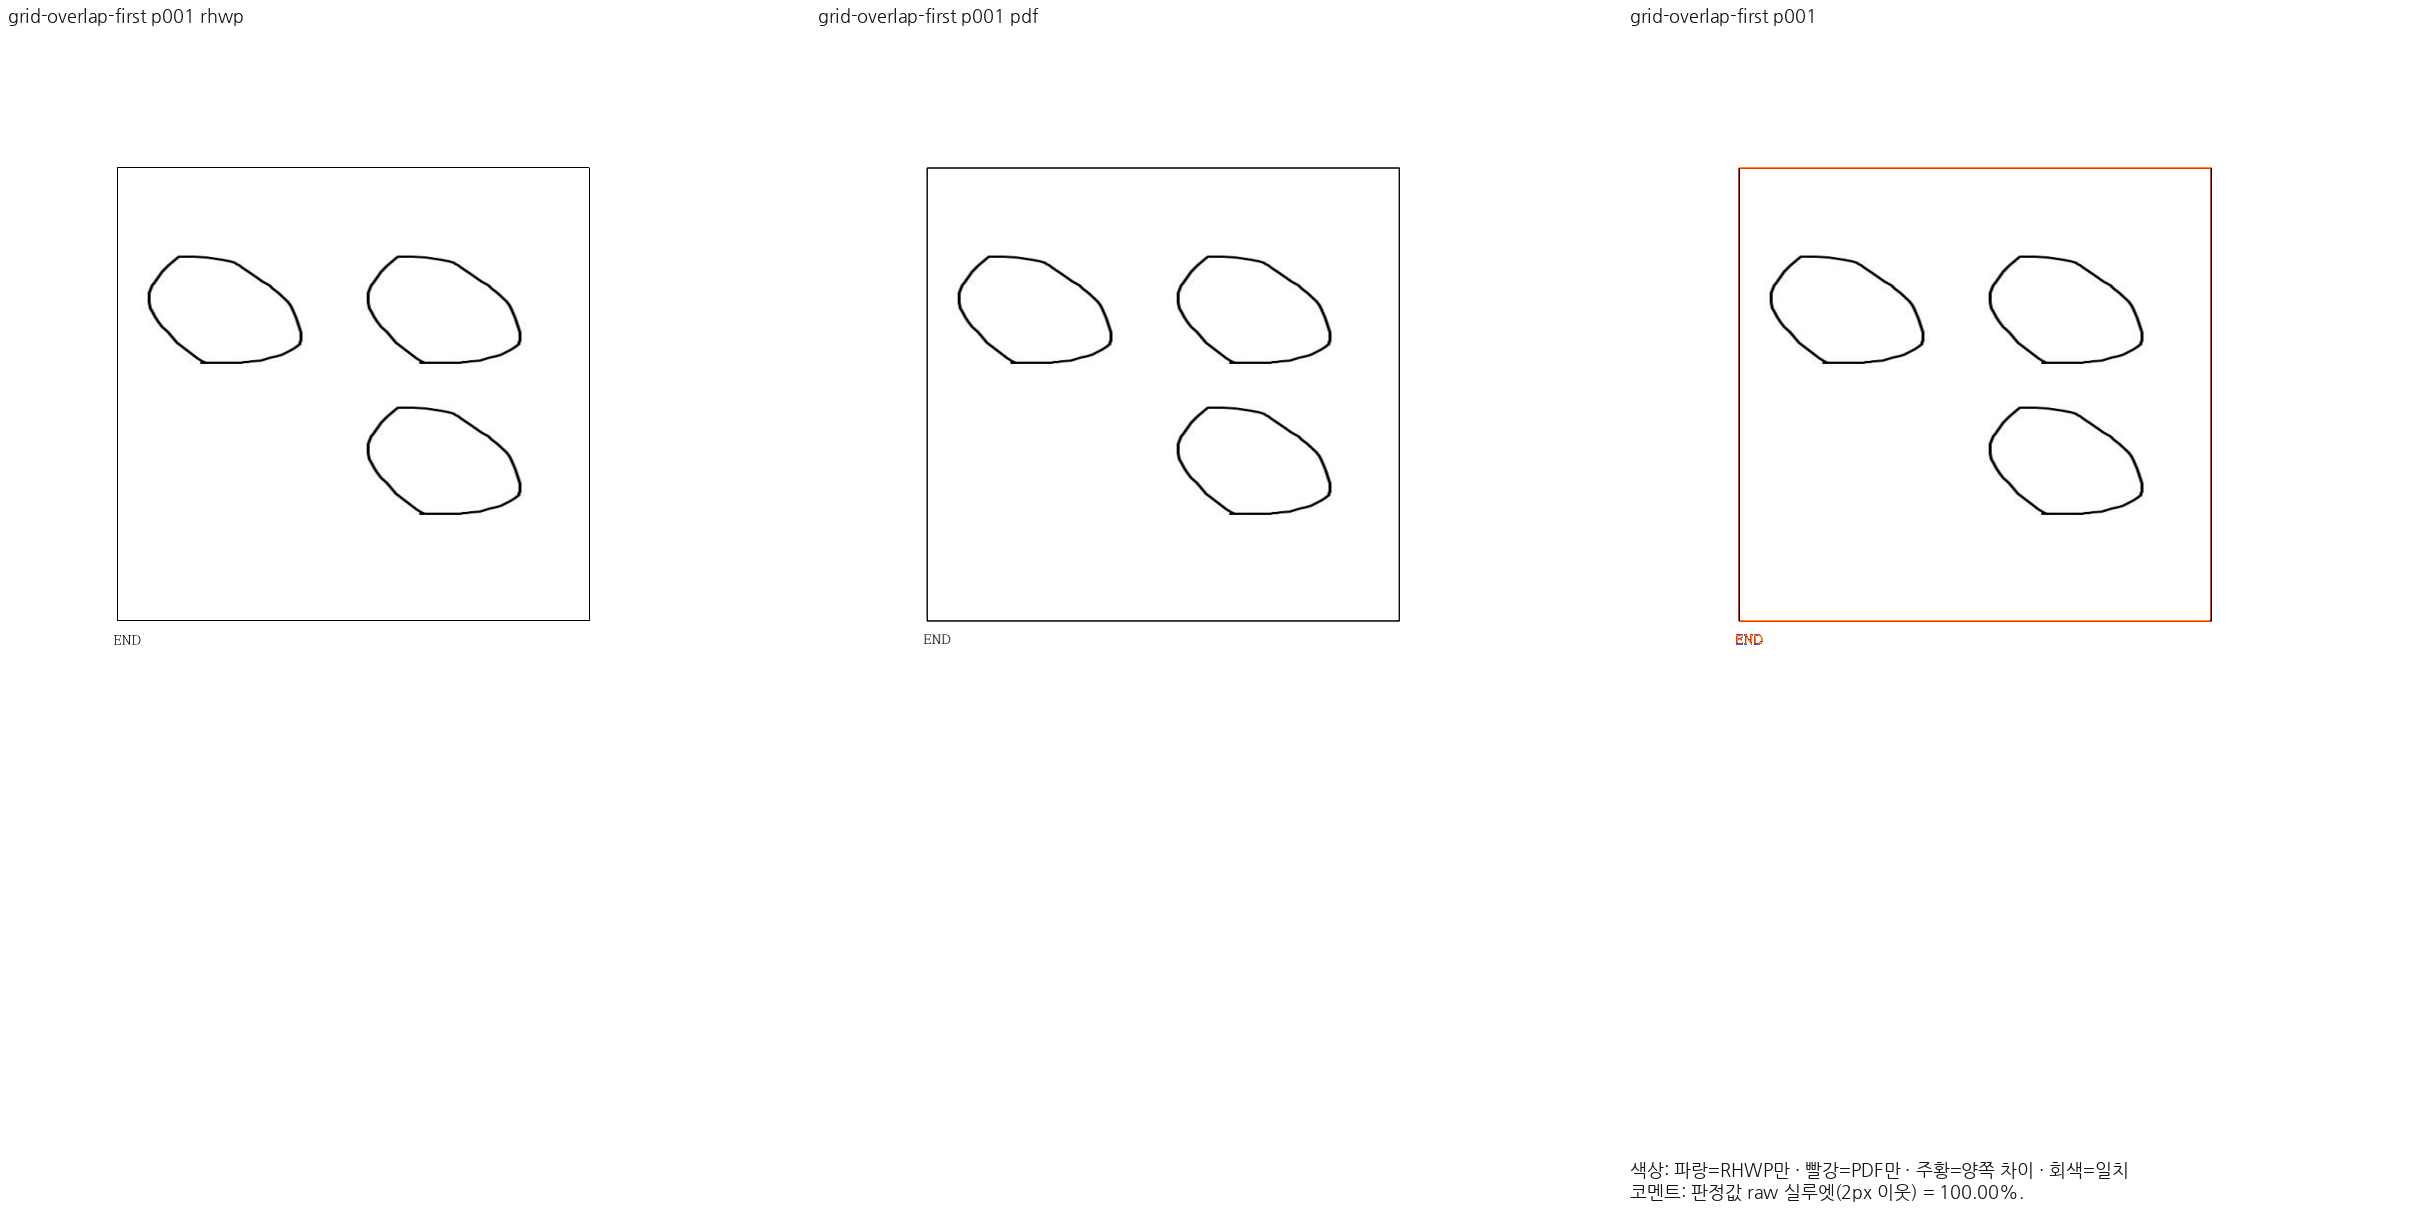 grid-overlap-first p001 rhwp
grid-overlap-first p001 pdf
grid-overlap-first p001
END
END
END
색상: 파랑=RHWP만 · 빨강=PDF만 · 주황=양쪽 차이 · 회색=일치
코멘트: 판정값 raw 실루엣(2px 이웃) = 100.00%.